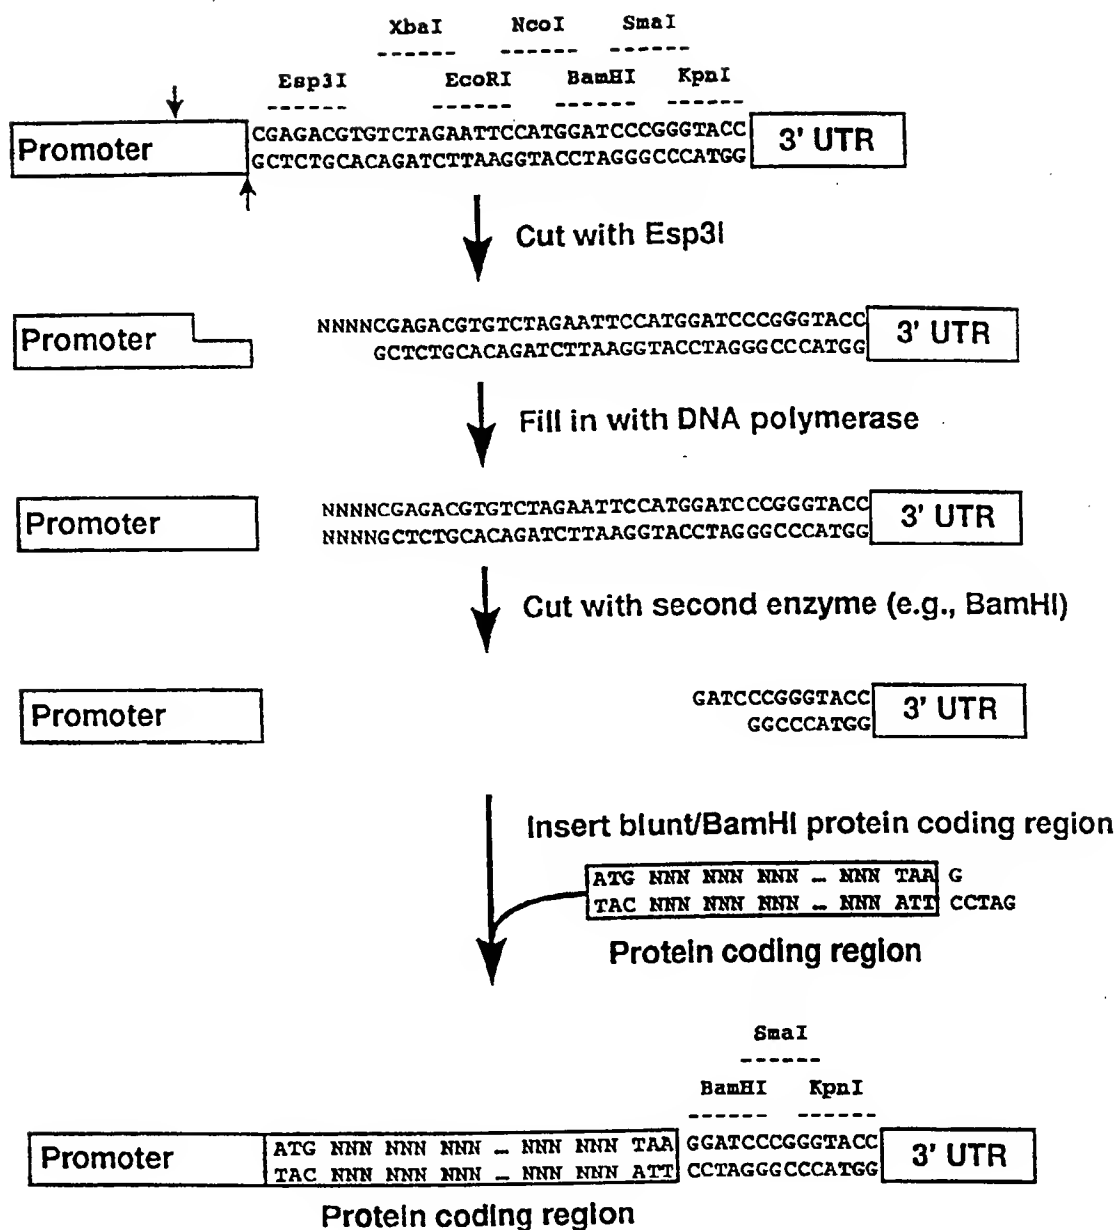 XbaI NcoI SmaI
Esp3I EcoRI BamHI KpnI
Promoter CGAGACGTGTCTAGAATTCCATGGATCCCGGGTACC 3' UTR
GCTCTGCACAGATCTTAAGGTACCTAGGGCCCATGG
Cut with Esp3I
Promoter NNNNCGAGACGTGTCTAGAATTCCATGGATCCCGGGTACC 3' UTR
GCTCTGCACAGATCTTAAGGTACCTAGGGCCCATGG
Fill in with DNA polymerase
Promoter NNNNCGAGACGTGTCTAGAATTCCATGGATCCCGGGTACC 3' UTR
NNNNGCTCTGCACAGATCTTAAGGTACCTAGGGCCCATGG
Cut with second enzyme (e.g., BamHI)
Promoter GATCCCGGGTACC 3' UTR
GGCCCATGG
Insert blunt/BamHI protein coding region
ATG NNN NNN NNN … NNN TAA G
TAC NNN NNN NNN … NNN ATT CCTAG
Protein coding region
SmaI
BamHI KpnI
Promoter ATG NNN NNN NNN … NNN NNN TAA GGATCCCGGGTACC 3' UTR
TAC NNN NNN NNN … NNN NNN ATT CCTAGGGCCCATGG
Protein coding region